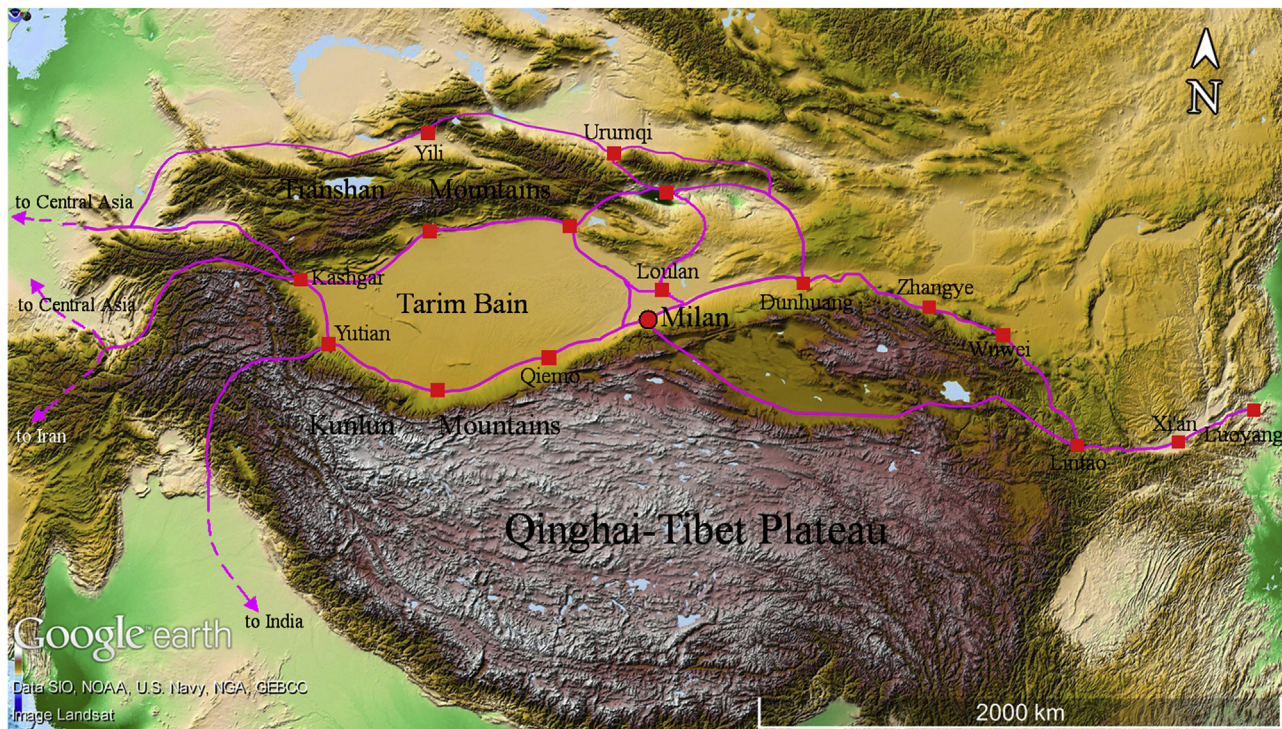 N
Urumqi
Yili
Tianshan Mountains
to Central Asia
Kashgar
Loulan
Dunhuang
Zhangye
to Central Asia
Tarim Bain
Milan
Yutian
Wnwei
Qiemo
to Iran
Kunlun Mountains
Xi'an
Luoyang
Lintao
Qinghai-Tibet Plateau
to India
Google earth
Data SIO, NOAA, U.S. Navy, NGA, GEBCO
Image Landsat
2000 km